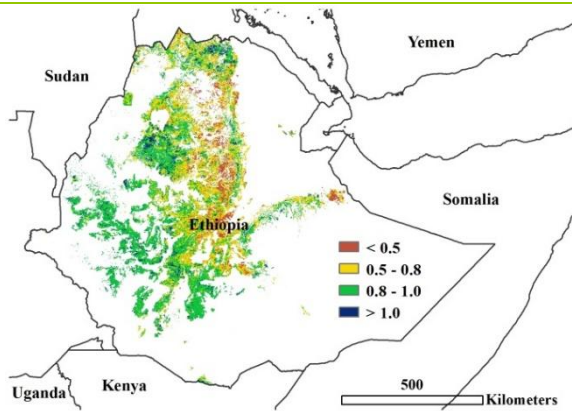 Yemen
Sudan
Somalia
Ethiopia
< 0.5
0.5 - 0.8
0.8 - 1.0
> 1.0
Uganda
Kenya
500
Kilometers